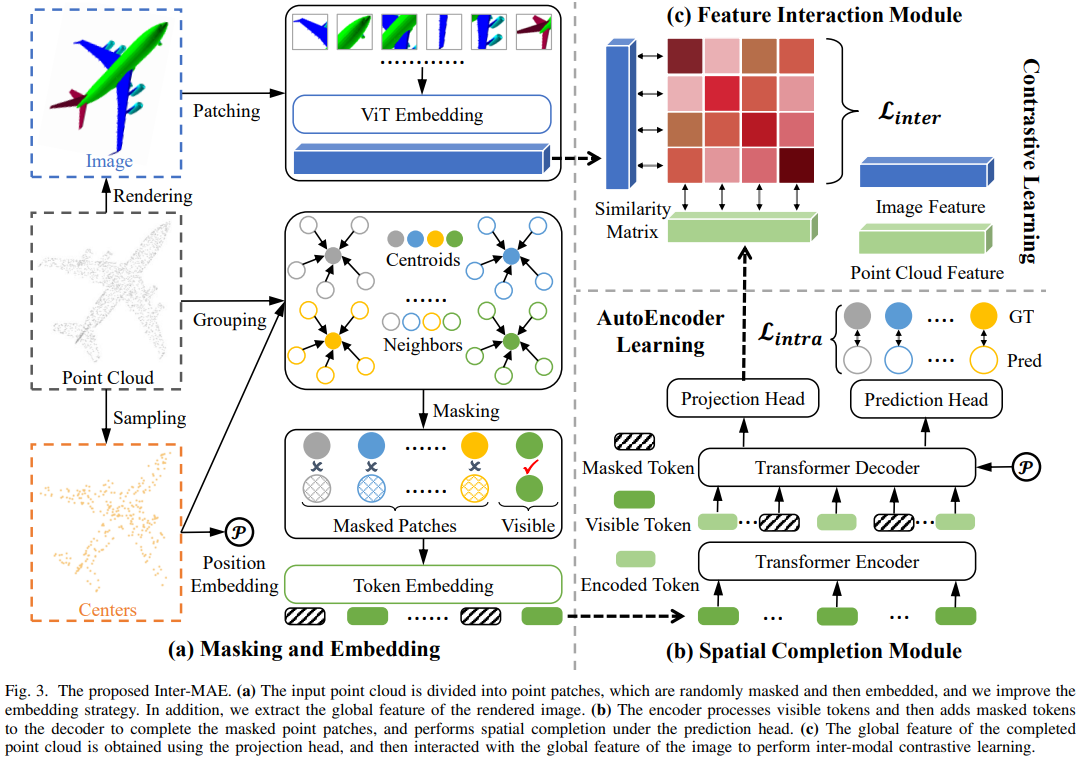 (c) Feature Interaction Module
Patching
ViT Embedding
Image
Rendering
𝓛inter
Contrastive Learning
Similarity
Matrix
Image Feature
Point Cloud Feature
Grouping
Centroids
......
Neighbors
Point Cloud
Sampling
Masking
AutoEncoder
Learning
𝓛intra
GT
....
Pred
....
Projection Head
Prediction Head
Masked Token
Transformer Decoder
𝒫
Visible Token
...
...
Encoded Token
Transformer Encoder
......
......
Masked Patches
Visible
𝒫
Position
Embedding
Token Embedding
Centers
......
...
...
(a) Masking and Embedding
(b) Spatial Completion Module
Fig. 3. The proposed Inter-MAE. (a) The input point cloud is divided into point patches, which are randomly masked and then embedded, and we improve the
embedding strategy. In addition, we extract the global feature of the rendered image. (b) The encoder processes visible tokens and then adds masked tokens
to the decoder to complete the masked point patches, and performs spatial completion under the prediction head. (c) The global feature of the completed
point cloud is obtained using the projection head, and then interacted with the global feature of the image to perform inter-modal contrastive learning.